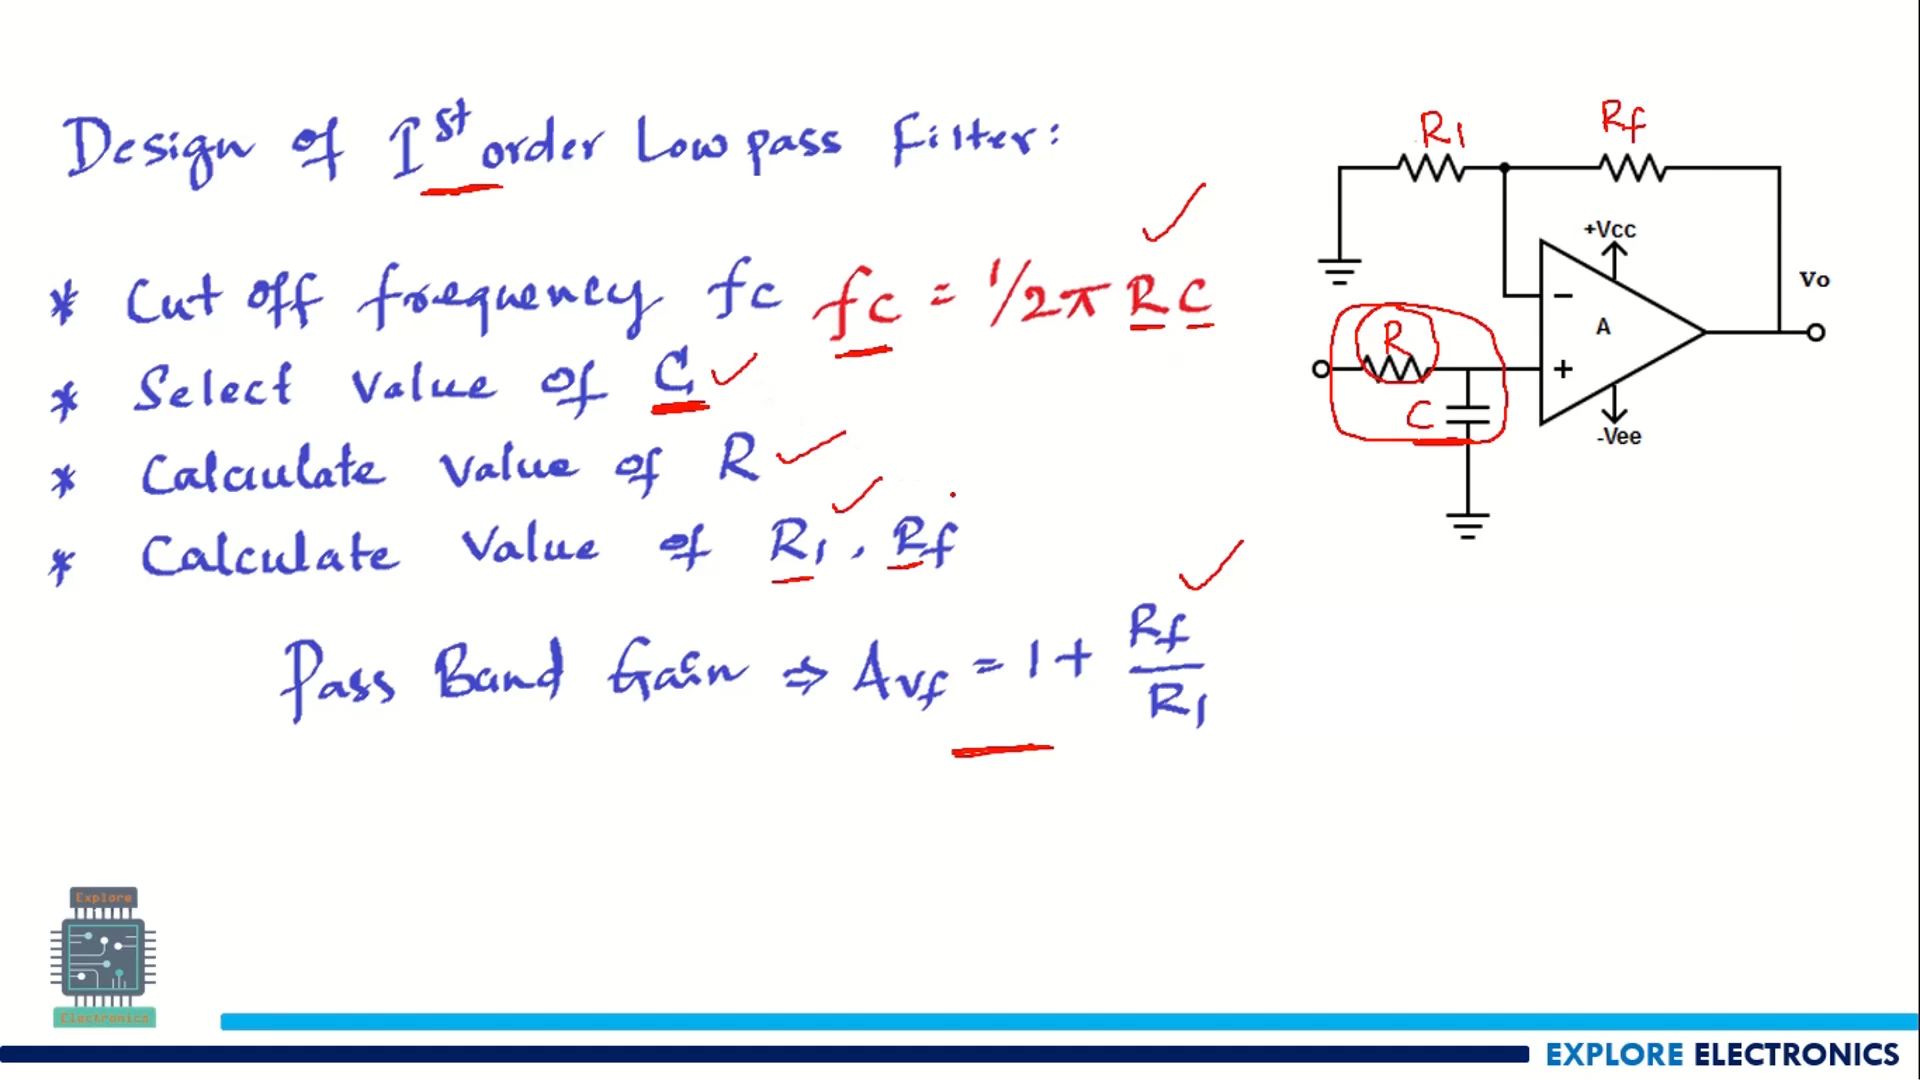 Design of Ist order Low pass Filter:
* Cut off frequency fc fc = 1/2π RC
* Select Value of C
* Calculate Value of R
* Calculate Value of R1, Rf
Pass Band Gain ⇒ Avf = 1 + Rf/R1
R1
Rf
+Vcc
Vo
−
A
R
+
C
-Vee
Explore
Electronics
EXPLORE ELECTRONICS